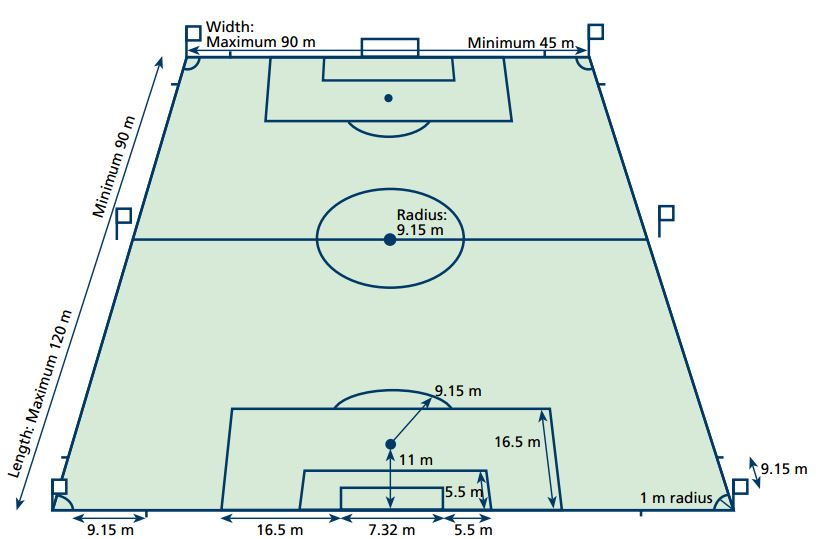 Width:
Maximum 90 m
Minimum 45 m
Minimum 90 m
Length: Maximum 120 m
Radius:
9.15 m
9.15 m
16.5 m
11 m
5.5 m
1 m radius
9.15 m
9.15 m
16.5 m
7.32 m
5.5 m